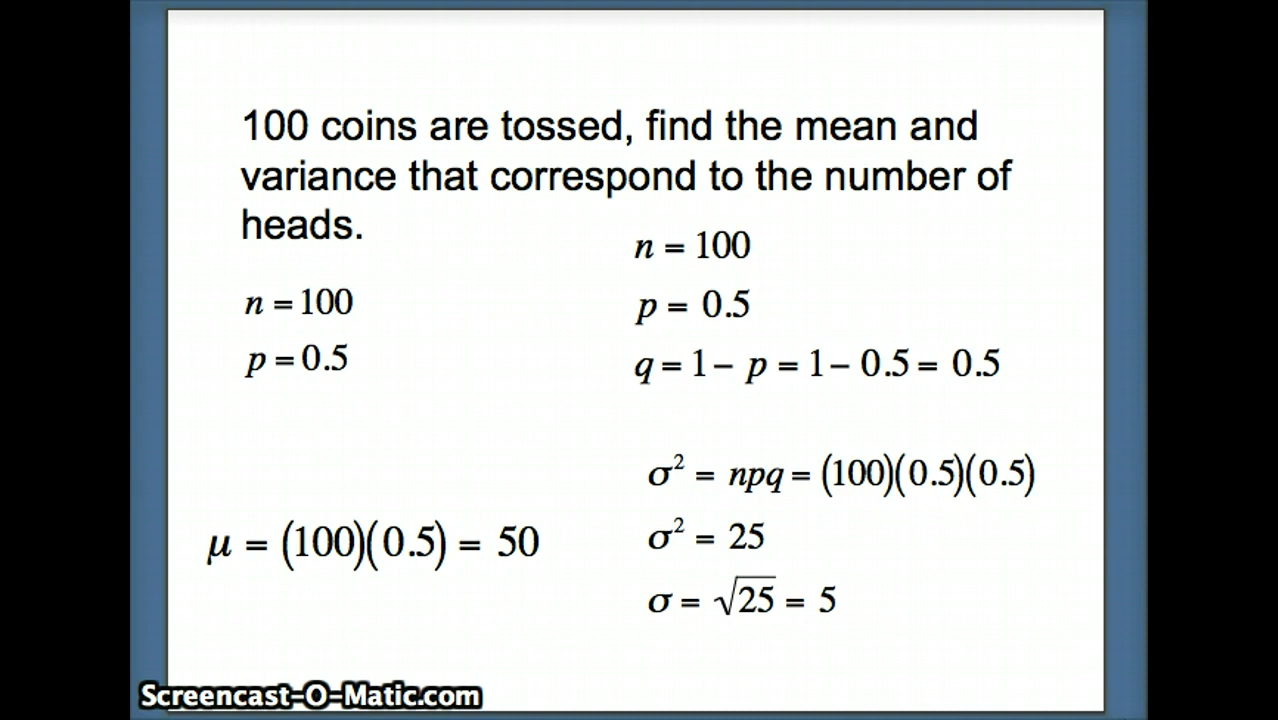 100 coins are tossed, find the mean and
variance that correspond to the number of
heads.
n = 100
p = 0.5
μ = (100)(0.5) = 50
n = 100
p = 0.5
q = 1 − p = 1 − 0.5 = 0.5
σ² = npq = (100)(0.5)(0.5)
σ² = 25
σ = √25 = 5
Screencast-O-Matic.com